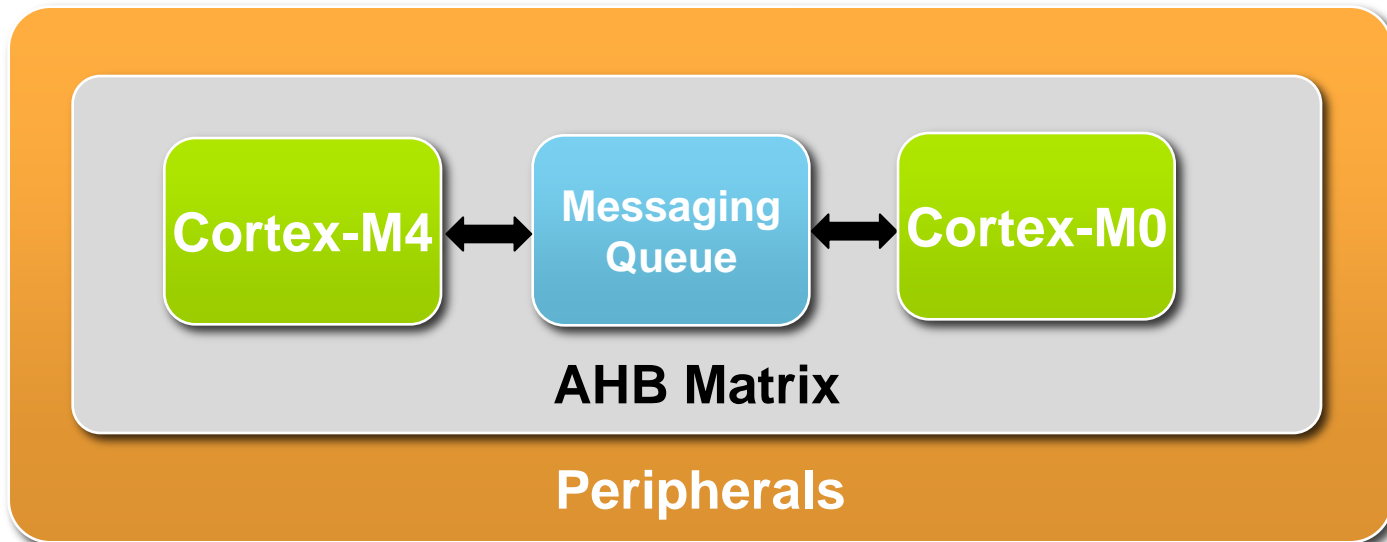 Cortex-M4
Messaging
Queue
Cortex-M0
AHB Matrix
Peripherals